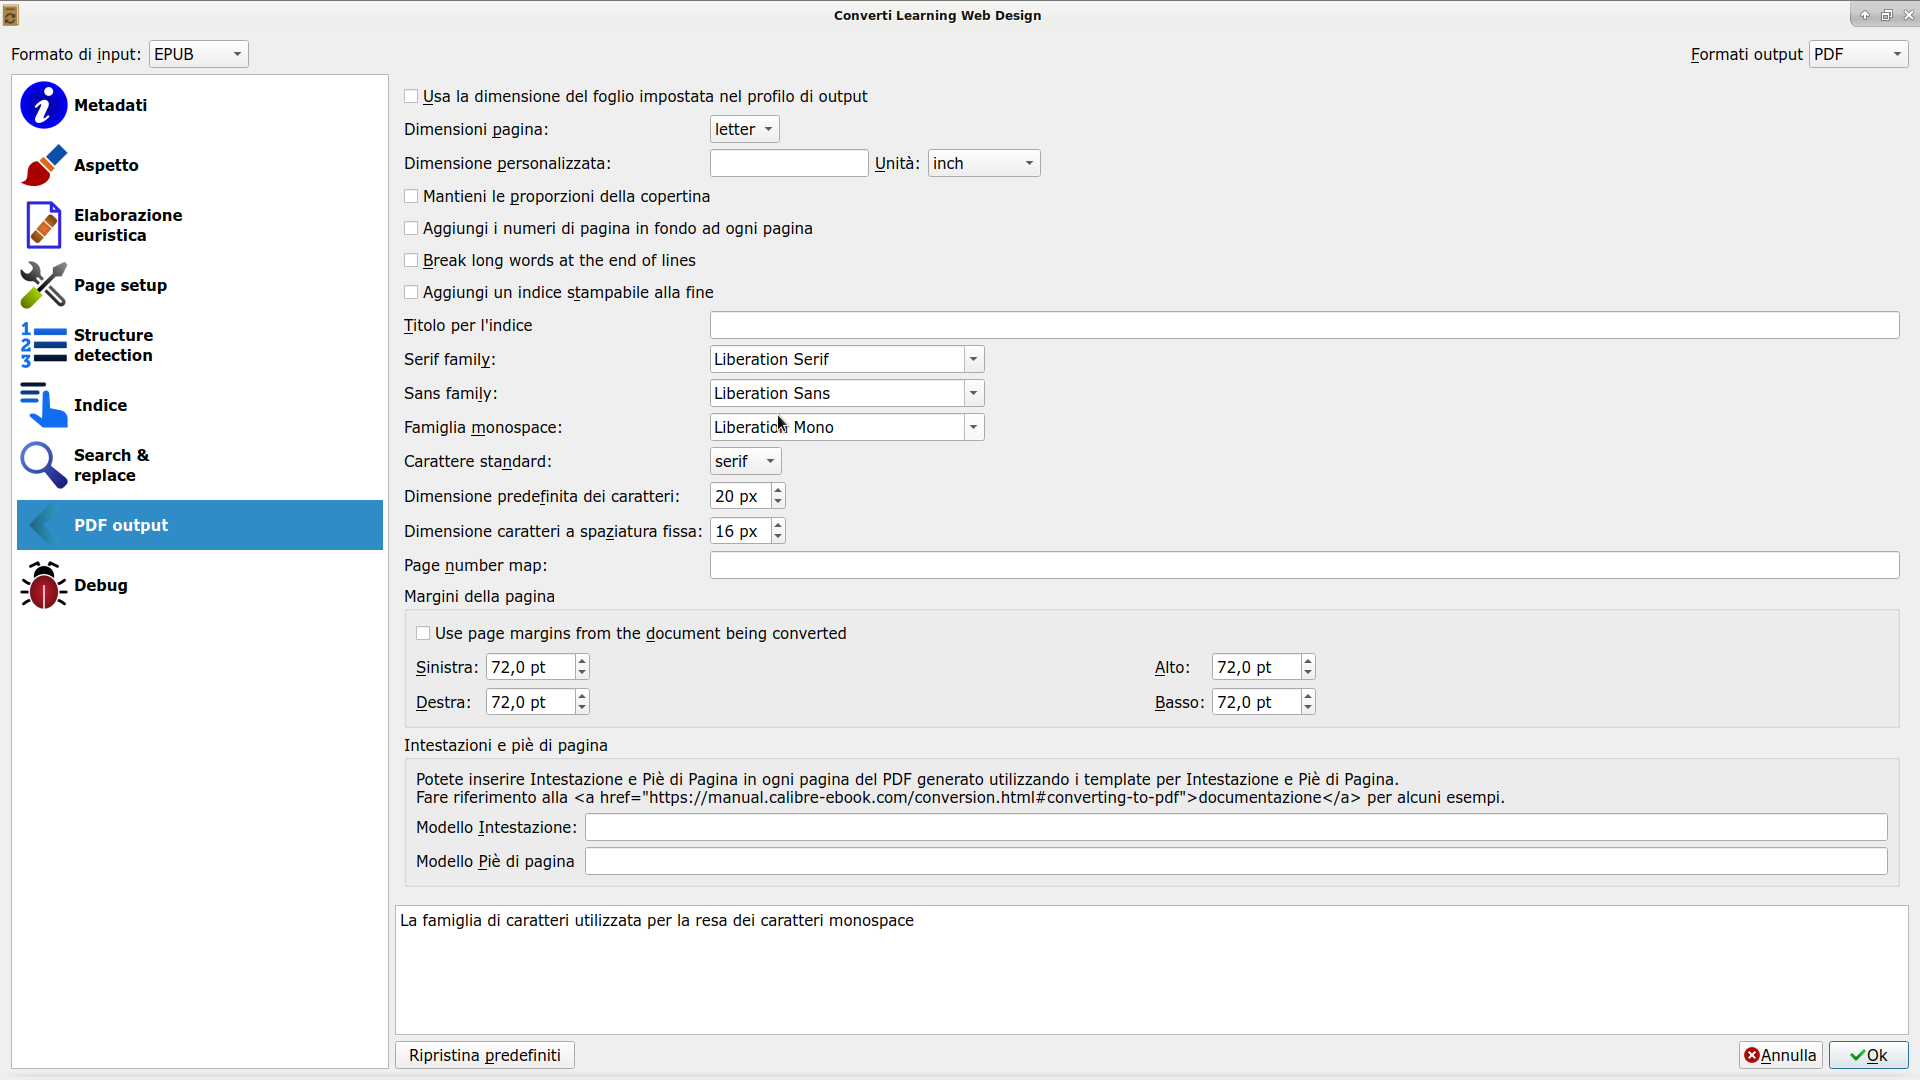 Converti Learning Web Design
Formato di input: EPUB
Formati output PDF
Metadati
Aspetto
Elaborazione
euristica
Page setup
Structure
detection
Indice
Search &
replace
PDF output
Debug
Usa la dimensione del foglio impostata nel profilo di output
Dimensioni pagina: letter
Dimensione personalizzata: Unità: inch
Mantieni le proporzioni della copertina
Aggiungi i numeri di pagina in fondo ad ogni pagina
Break long words at the end of lines
Aggiungi un indice stampabile alla fine
Titolo per l'indice
Serif family: Liberation Serif
Sans family: Liberation Sans
Famiglia monospace: Liberation Mono
Carattere standard: serif
Dimensione predefinita dei caratteri: 20 px
Dimensione caratteri a spaziatura fissa: 16 px
Page number map:
Margini della pagina
Use page margins from the document being converted
Sinistra: 72,0 pt Alto: 72,0 pt
Destra: 72,0 pt Basso: 72,0 pt
Intestazioni e piè di pagina
Potete inserire Intestazione e Piè di Pagina in ogni pagina del PDF generato utilizzando i template per Intestazione e Piè di Pagina.
Fare riferimento alla <a href="https://manual.calibre-ebook.com/conversion.html#converting-to-pdf">documentazione</a> per alcuni esempi.
Modello Intestazione:
Modello Piè di pagina
La famiglia di caratteri utilizzata per la resa dei caratteri monospace
Ripristina predefiniti
Annulla
Ok